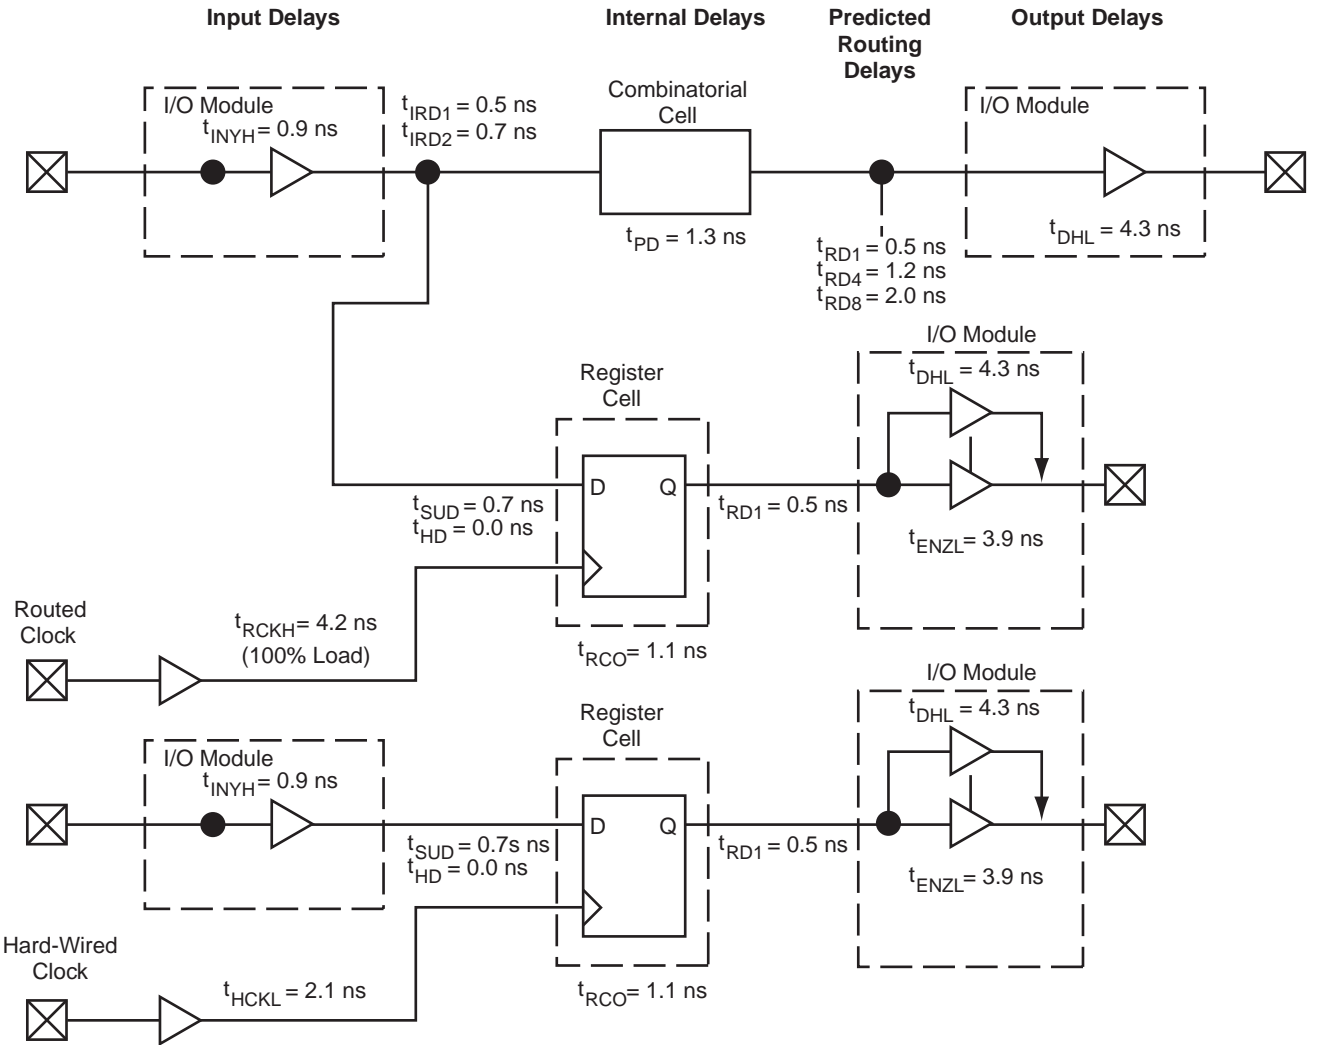 Input Delays
Internal Delays
Predicted
Routing
Delays
Output Delays
I/O Module
tINYH= 0.9 ns
tIRD1 = 0.5 ns
tIRD2 = 0.7 ns
Combinatorial
Cell
tPD = 1.3 ns
tRD1 = 0.5 ns
tRD4 = 1.2 ns
tRD8 = 2.0 ns
I/O Module
tDHL = 4.3 ns
Register
Cell
D Q
tSUD = 0.7 ns
tHD = 0.0 ns
tRCO= 1.1 ns
tRD1 = 0.5 ns
I/O Module
tDHL = 4.3 ns
tENZL= 3.9 ns
Routed
Clock
tRCKH= 4.2 ns
(100% Load)
I/O Module
tINYH= 0.9 ns
Register
Cell
D Q
tSUD = 0.7s ns
tHD = 0.0 ns
tRCO= 1.1 ns
tRD1 = 0.5 ns
I/O Module
tDHL = 4.3 ns
tENZL= 3.9 ns
Hard-Wired
Clock
tHCKL = 2.1 ns